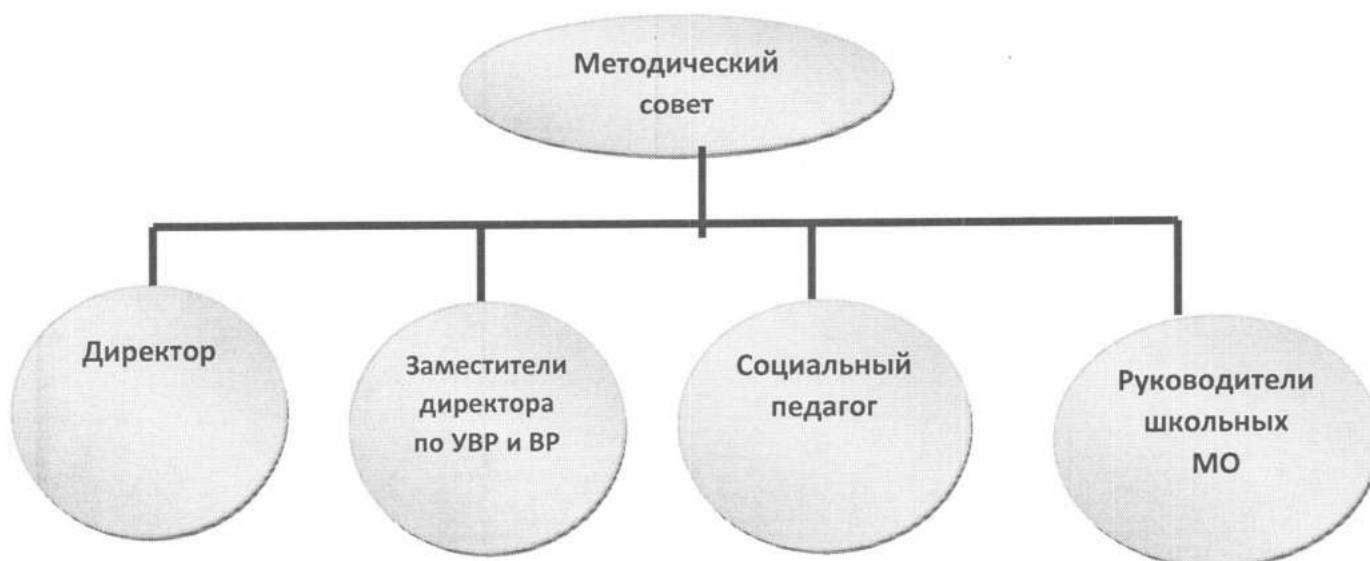 Методический
совет
Директор
Заместители
директора
по УВР и ВР
Социальный
педагог
Руководители
школьных
МО